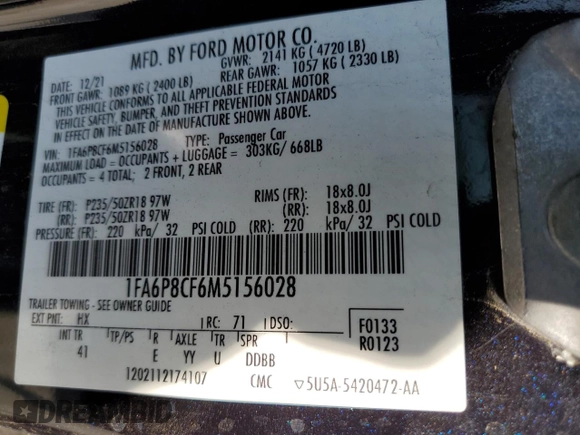 MFD. BY FORD MOTOR CO.
DATE: 12/21 GVWR: 2141 KG ( 4720 LB)
FRONT GAWR: 1089 KG ( 2400 LB) REAR GAWR: 1057 KG ( 2330 LB)
THIS VEHICLE CONFORMS TO ALL APPLICABLE FEDERAL MOTOR
VEHICLE SAFETY, BUMPER, AND THEFT PREVENTION STANDARDS
IN EFFECT ON THE DATE OF MANUFACTURE SHOWN ABOVE.
VIN: 1FA6P8CF6M5156028 TYPE: Passenger Car
MAXIMUM LOAD = OCCUPANTS + LUGGAGE = 303KG/ 668LB
OCCUPANTS = 4 TOTAL; 2 FRONT, 2 REAR
TIRE (FR): P235/50ZR18 97W RIMS (FR): 18x8.0J
(RR): P235/50ZR18 97W (RR): 18x8.0J
PRESSURE (FR): 220 kPa/ 32 PSI COLD (RR): 220 kPa/ 32 PSI COLD
1FA6P8CF6M5156028
TRAILER TOWING - SEE OWNER GUIDE
EXT PNT: HX RC: 71 DSO: F0133
INT TR TP/PS R AXLE TR SPR R0123
41 E YY U DDBB
1202112174107 CMC 5U5A-5420472-AA
DREAMBID